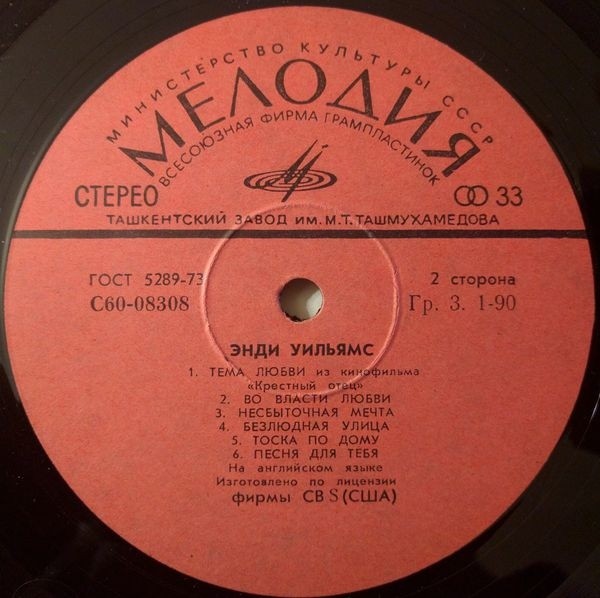 МИНИСТЕРСТВО КУЛЬТУРЫ СССР
МЕЛОДИЯ
ВСЕСОЮЗНАЯ ФИРМА ГРАМПЛАСТИНОК
СТЕРЕО
33
ТАШКЕНТСКИЙ ЗАВОД ИМ. М.Т. ТАШМУХАМЕДОВА
ГОСТ 5289-73
2 сторона
С60-08308
Гр. 3. 1-90
ЭНДИ УИЛЬЯМС
1. ТЕМА ЛЮБВИ из кинофильма
«Крестный отец»
2. ВО ВЛАСТИ ЛЮБВИ
3. НЕСБЫТОЧНАЯ МЕЧТА
4. БЕЗЛЮДНАЯ УЛИЦА
5. ТОСКА ПО ДОМУ
6. ПЕСНЯ ДЛЯ ТЕБЯ
На английском языке
Изготовлено по лицензии
фирмы CBS (США)